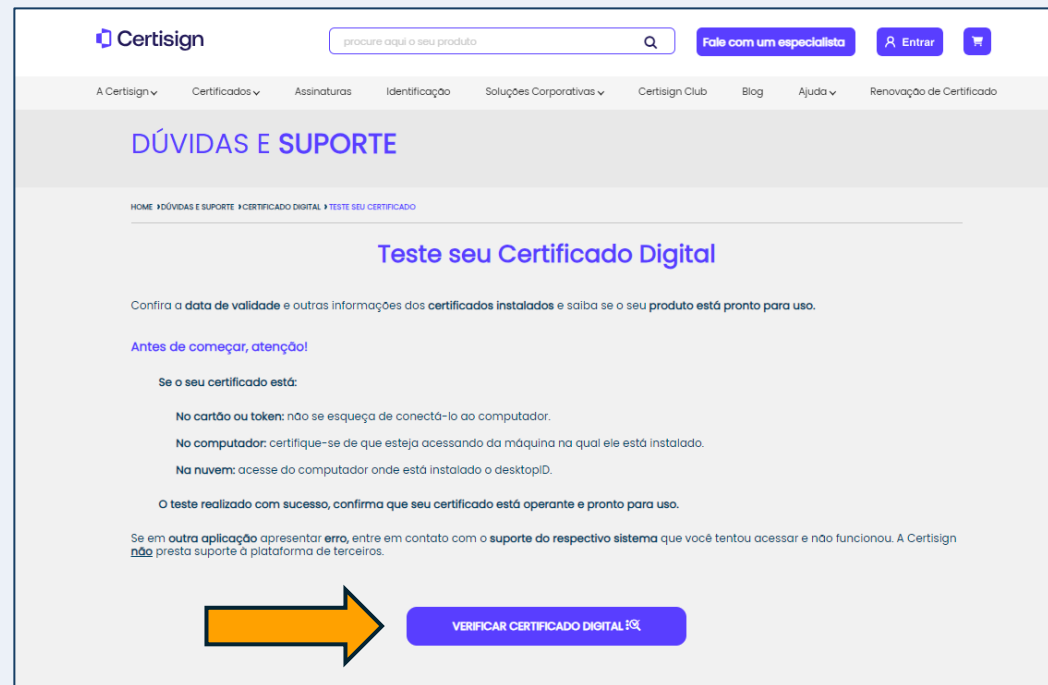 Certisign
procure aqui o seu produto
Fale com um especialista
Entrar
A Certisign
Certificados
Assinaturas
Identificação
Soluções Corporativas
Certisign Club
Blog
Ajuda
Renovação de Certificado
DÚVIDAS E SUPORTE
HOME › DÚVIDAS E SUPORTE › CERTIFICADO DIGITAL › TESTE SEU CERTIFICADO
Teste seu Certificado Digital
Confira a data de validade e outras informações dos certificados instalados e saiba se o seu produto está pronto para uso.
Antes de começar, atenção!
Se o seu certificado está:
No cartão ou token: não se esqueça de conectá-lo ao computador.
No computador: certifique-se de que esteja acessando da máquina na qual ele está instalado.
Na nuvem: acesse do computador onde está instalado o desktopID.
O teste realizado com sucesso, confirma que seu certificado está operante e pronto para uso.
Se em outra aplicação apresentar erro, entre em contato com o suporte do respectivo sistema que você tentou acessar e não funcionou. A Certisign
não presta suporte à plataforma de terceiros.
VERIFICAR CERTIFICADO DIGITAL